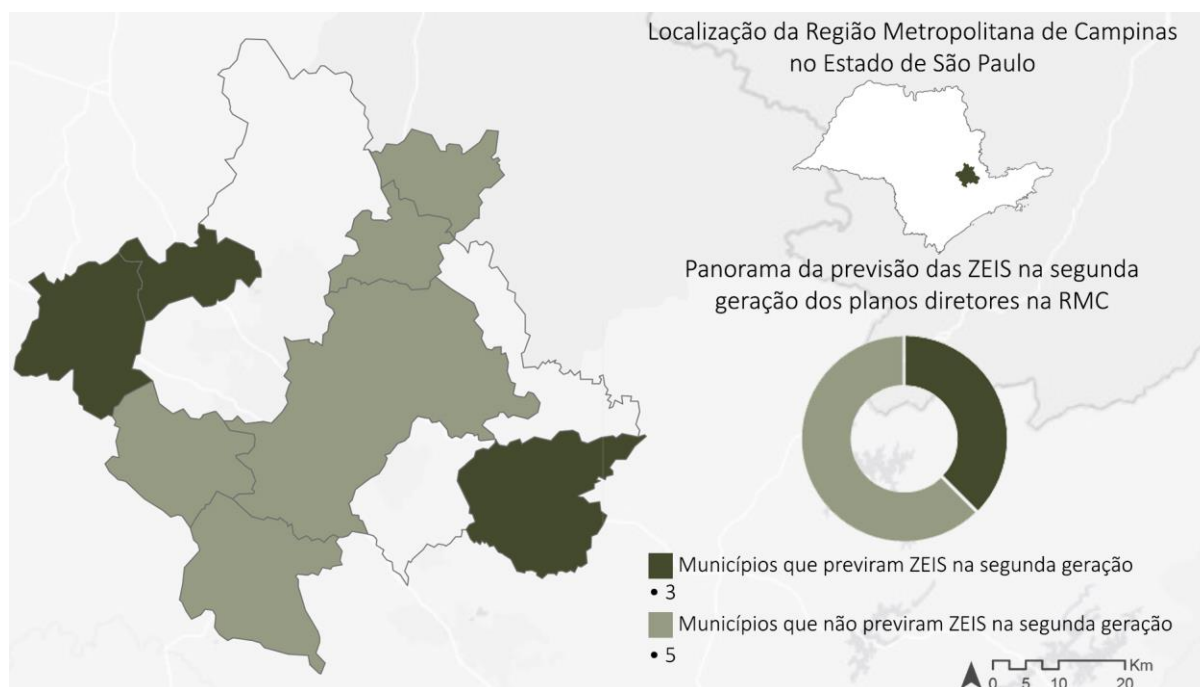 Localização da Região Metropolitana de Campinas
no Estado de São Paulo
Panorama da previsão das ZEIS na segunda
geração dos planos diretores na RMC
Municípios que previram ZEIS na segunda geração
• 3
Municípios que não previram ZEIS na segunda geração
• 5
Km
0 5 10 20